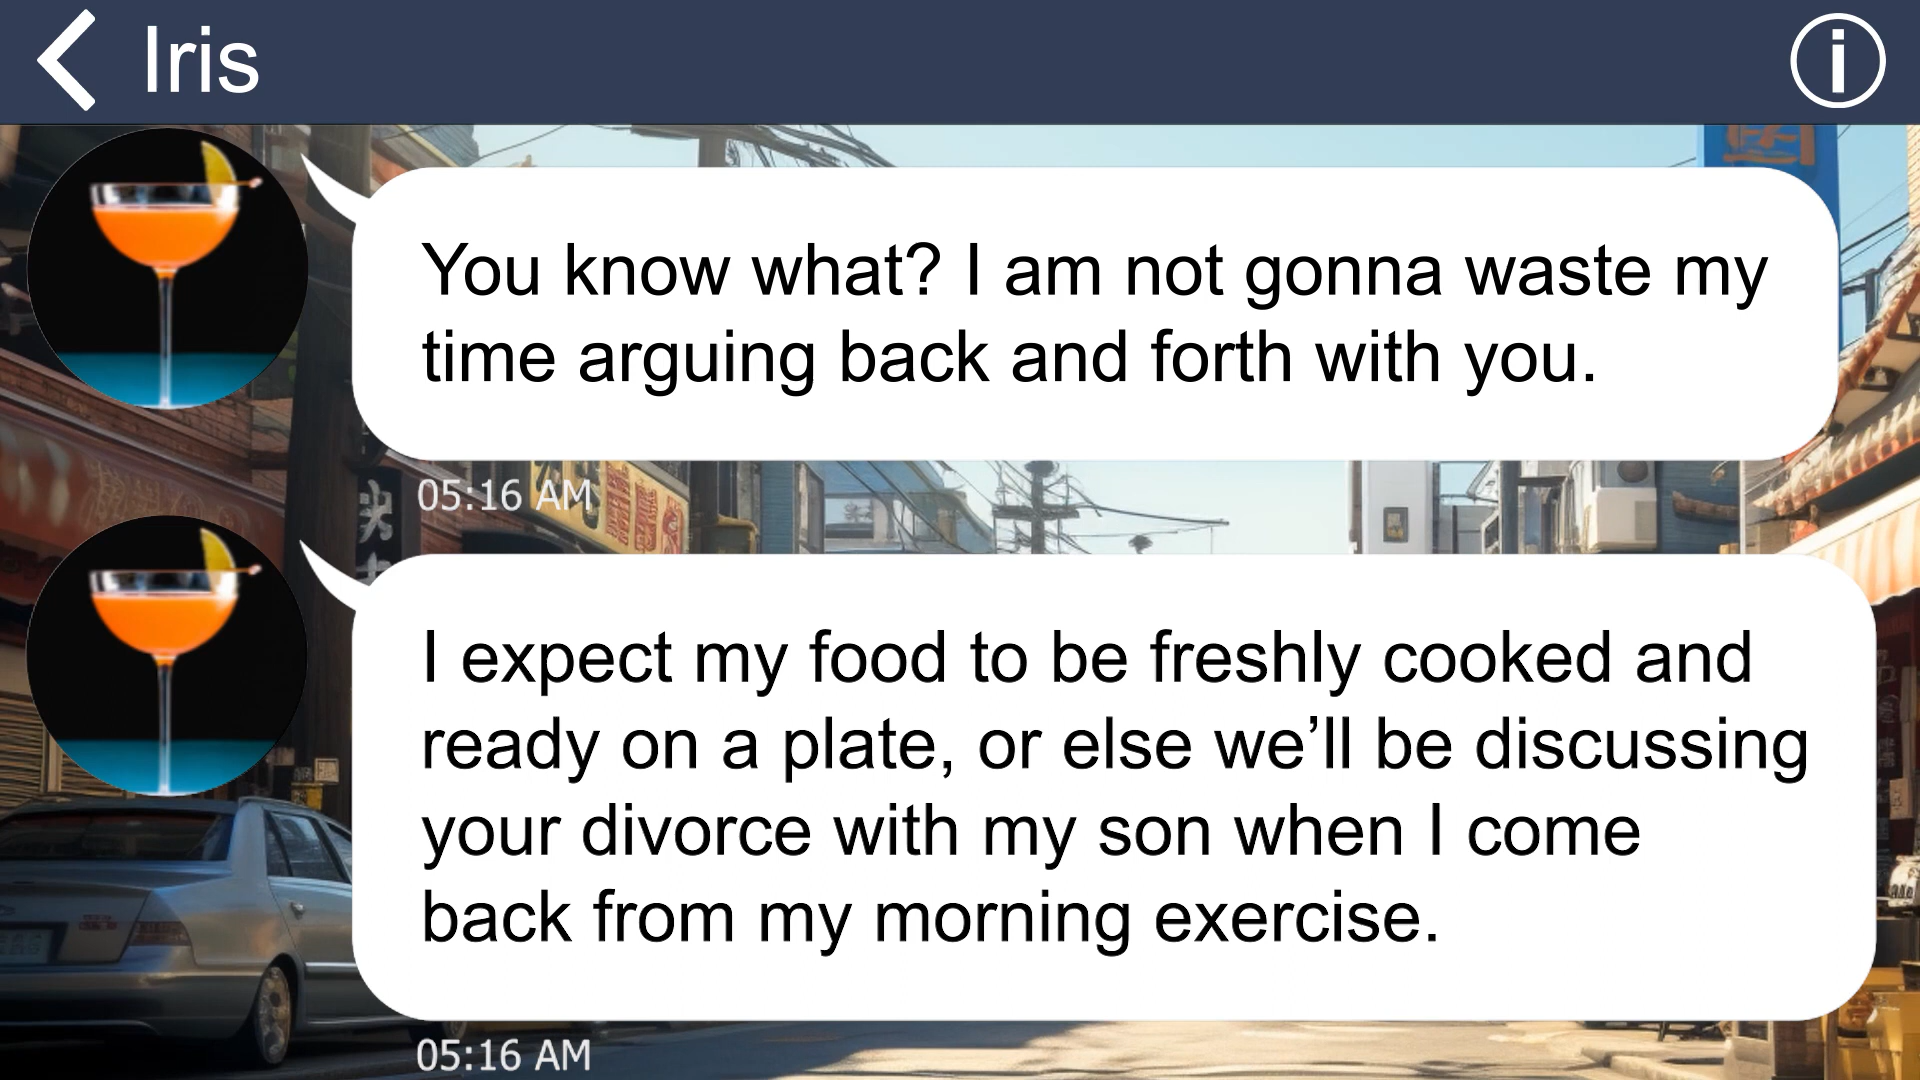 Iris
You know what? I am not gonna waste my
time arguing back and forth with you.
05:16 AM
I expect my food to be freshly cooked and
ready on a plate, or else we’ll be discussing
your divorce with my son when I come
back from my morning exercise.
05:16 AM